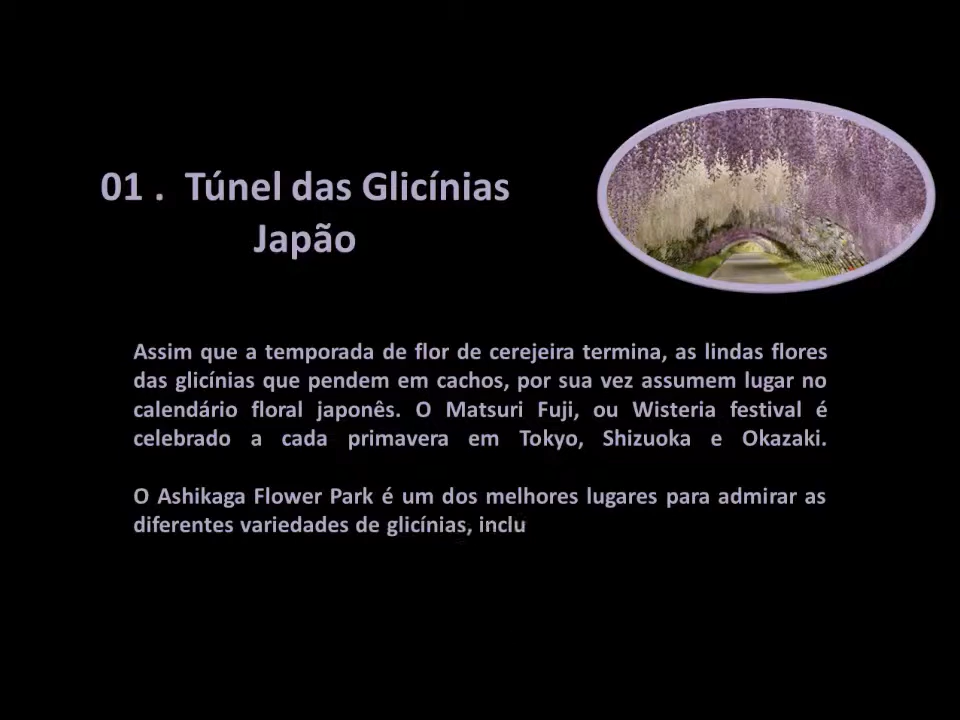 01 . Túnel das Glicínias
Japão
Assim que a temporada de flor de cerejeira termina, as lindas flores
das glicínias que pendem em cachos, por sua vez assumem lugar no
calendário floral japonês. O Matsuri Fuji, ou Wisteria festival é
celebrado a cada primavera em Tokyo, Shizuoka e Okazaki.
O Ashikaga Flower Park é um dos melhores lugares para admirar as
diferentes variedades de glicínias, inclu